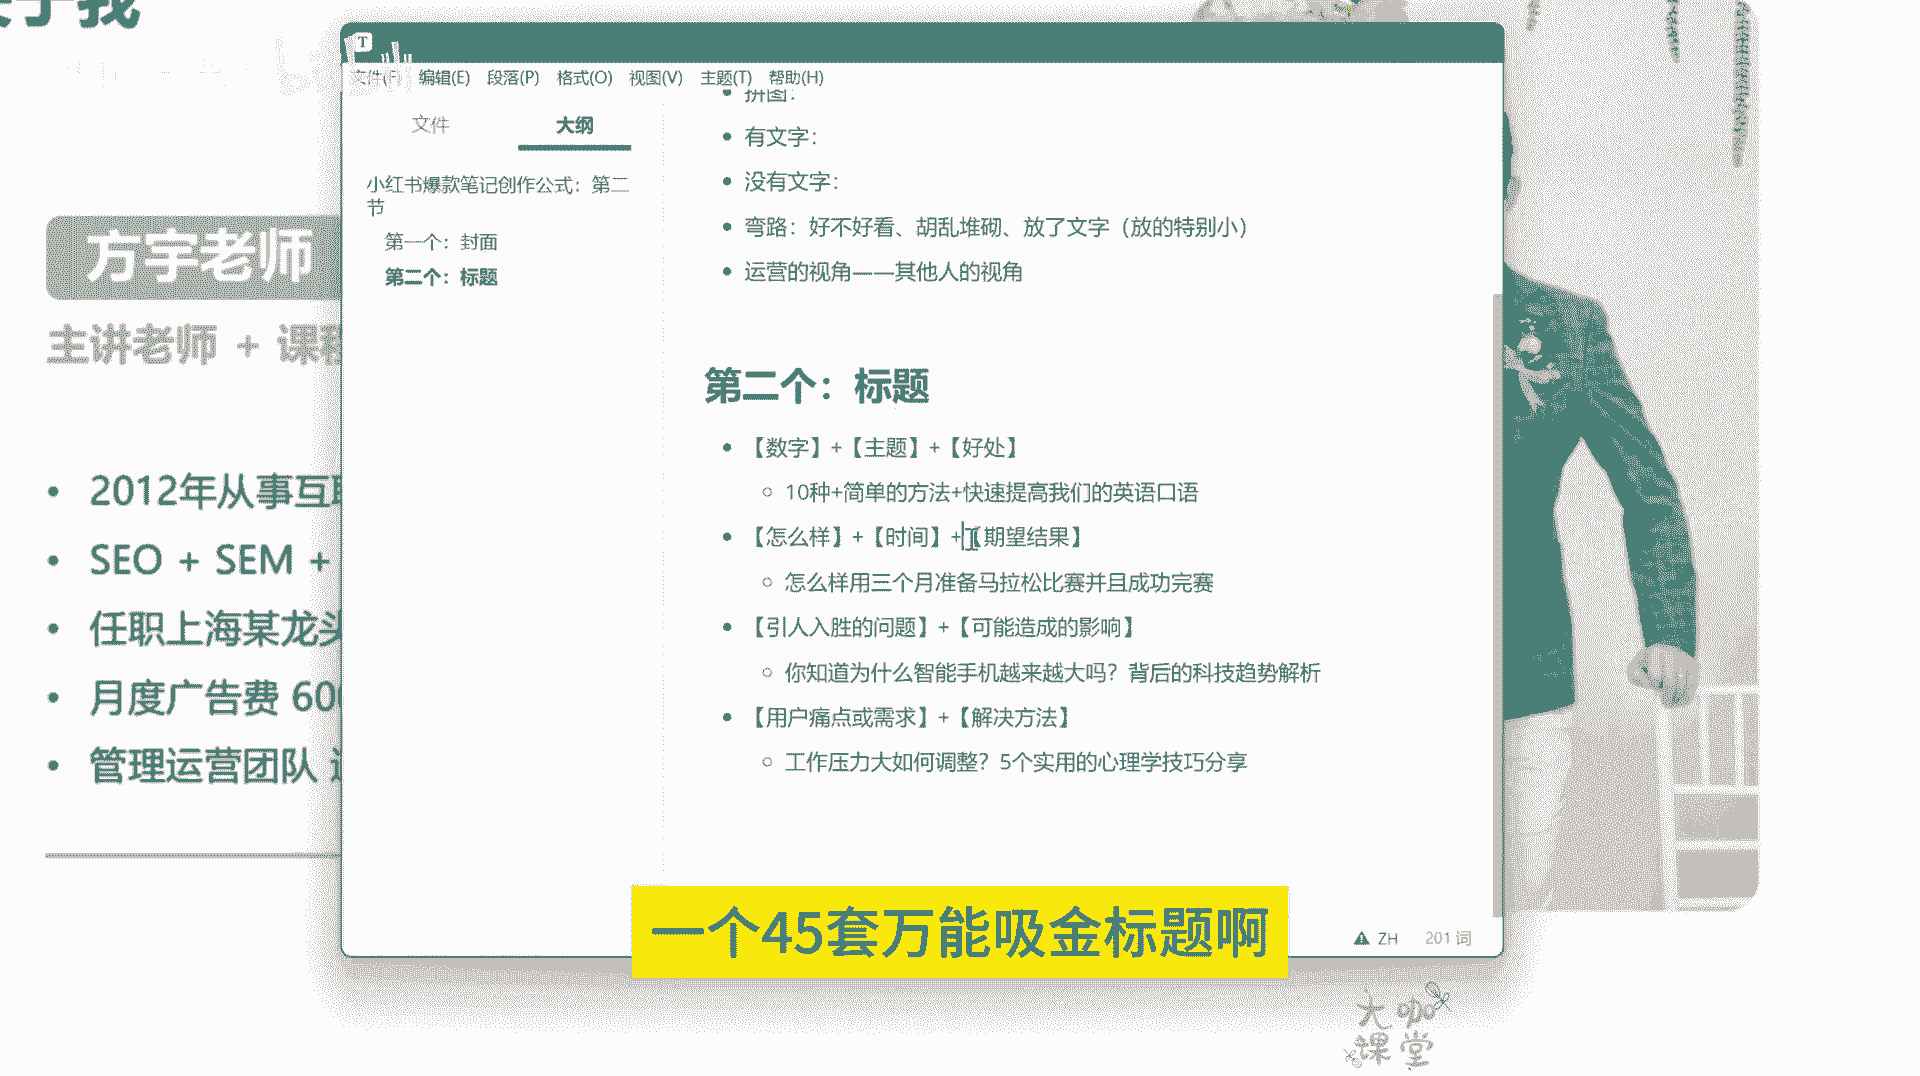 关于我
bilibili
文件(F) 编辑(E) 段落(P) 格式(O) 视图(V) 主题(T) 帮助(H)
文件 大纲
小红书爆款笔记创作公式：第二
节
第一个：封面
第二个：标题
拼图：
有文字：
没有文字：
弯路：好不好看、胡乱堆砌、放了文字（放的特别小）
运营的视角——其他人的视角
第二个：标题
【数字】+【主题】+【好处】
10种+简单的方法+快速提高我们的英语口语
【怎么样】+【时间】+【期望结果】
怎么样用三个月准备马拉松比赛并且成功完赛
【引人入胜的问题】+【可能造成的影响】
你知道为什么智能手机越来越大吗？背后的科技趋势解析
【用户痛点或需求】+【解决方法】
工作压力大如何调整？5个实用的心理学技巧分享
方宇老师
主讲老师 + 课程
2012年从事互联
SEO + SEM +
任职上海某龙头
月度广告费 600
管理运营团队
一个45套万能吸金标题啊
ZH 201 词
大咖
课堂